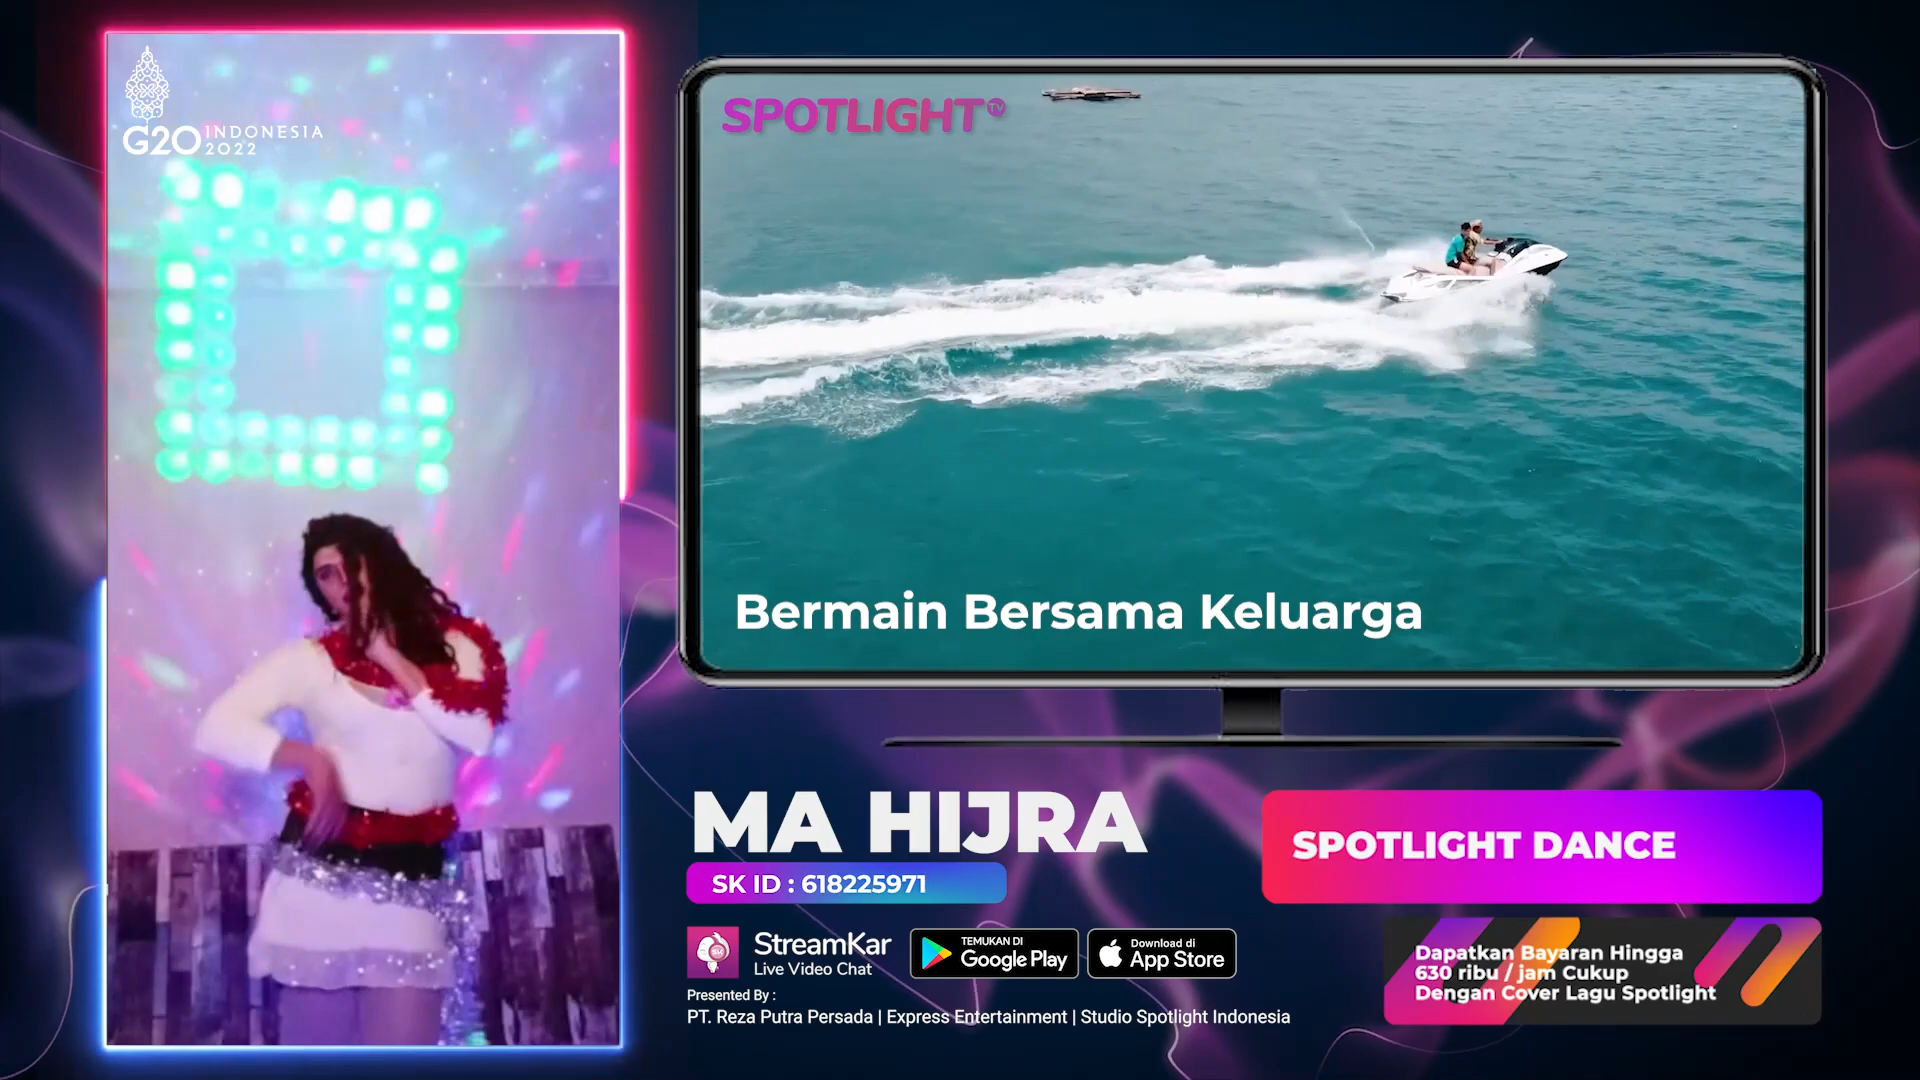 G20 INDONESIA
2022
SPOTLIGHT TV
Bermain Bersama Keluarga
MA HIJRA
SK ID : 618225971
SPOTLIGHT DANCE
StreamKar
Live Video Chat
TEMUKAN DI
Google Play
Download di
App Store
Dapatkan Bayaran Hingga
630 ribu / jam Cukup
Dengan Cover Lagu Spotlight
Presented By :
PT. Reza Putra Persada | Express Entertainment | Studio Spotlight Indonesia